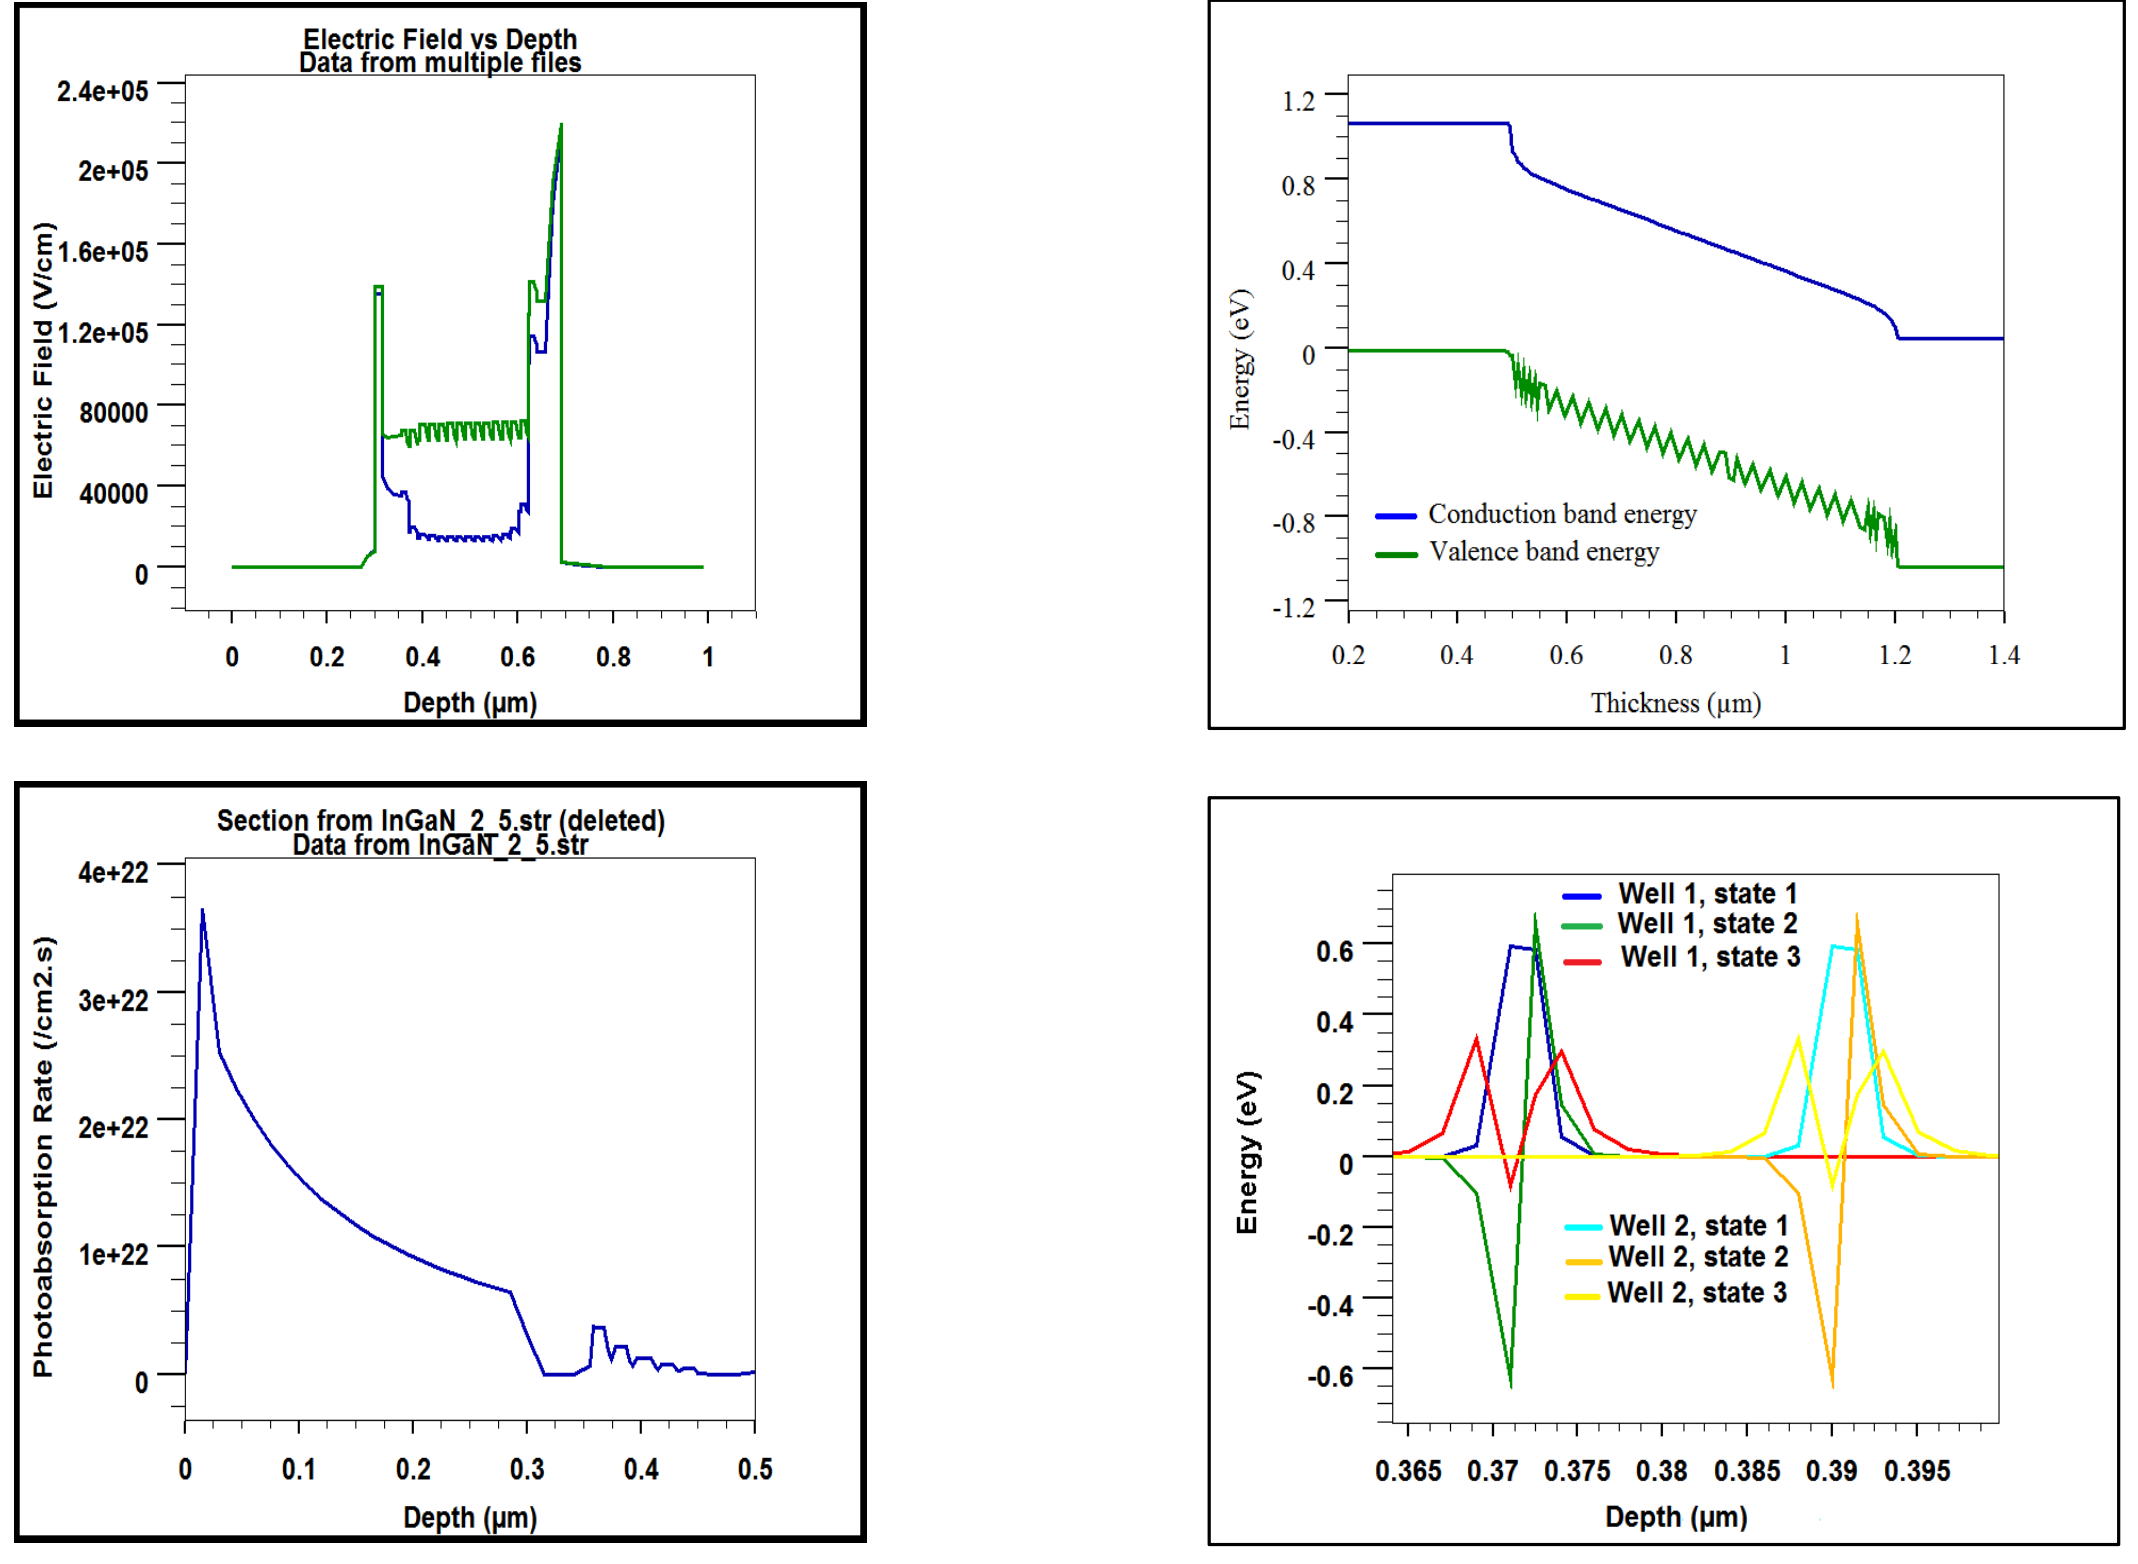 Electric Field vs Depth
Data from multiple files
2.4e+05
2e+05
1.6e+05
1.2e+05
80000
40000
0
Electric Field (V/cm)
0 0.2 0.4 0.6 0.8 1
Depth (µm)
1.2
0.8
0.4
0
-0.4
-0.8
-1.2
Energy (eV)
Conduction band energy
Valence band energy
0.2 0.4 0.6 0.8 1 1.2 1.4
Thickness (µm)
Section from InGaN_2_5.str (deleted)
Data from InGaN_2_5.str
4e+22
3e+22
2e+22
1e+22
0
Photoabsorption Rate (/cm2.s)
0 0.1 0.2 0.3 0.4 0.5
Depth (µm)
Well 1, state 1
Well 1, state 2
Well 1, state 3
0.6
0.4
0.2
0
-0.2
-0.4
-0.6
Energy (eV)
Well 2, state 1
Well 2, state 2
Well 2, state 3
0.365 0.37 0.375 0.38 0.385 0.39 0.395
Depth (µm)